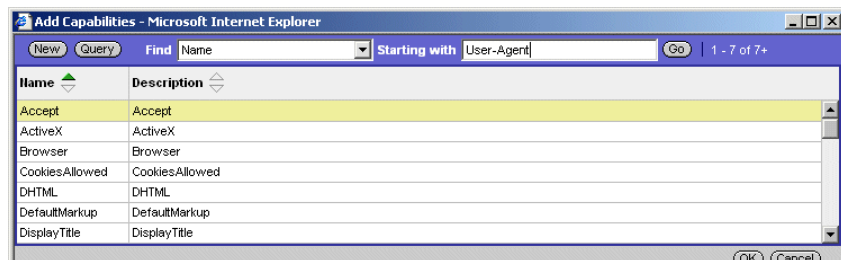 Add Capabilities - Microsoft Internet Explorer
New Query Find Name Starting with User-Agent Go 1 - 7 of 7+
Name Description
Accept Accept
ActiveX ActiveX
Browser Browser
CookiesAllowed CookiesAllowed
DHTML DHTML
DefaultMarkup DefaultMarkup
DisplayTitle DisplayTitle
OK Cancel